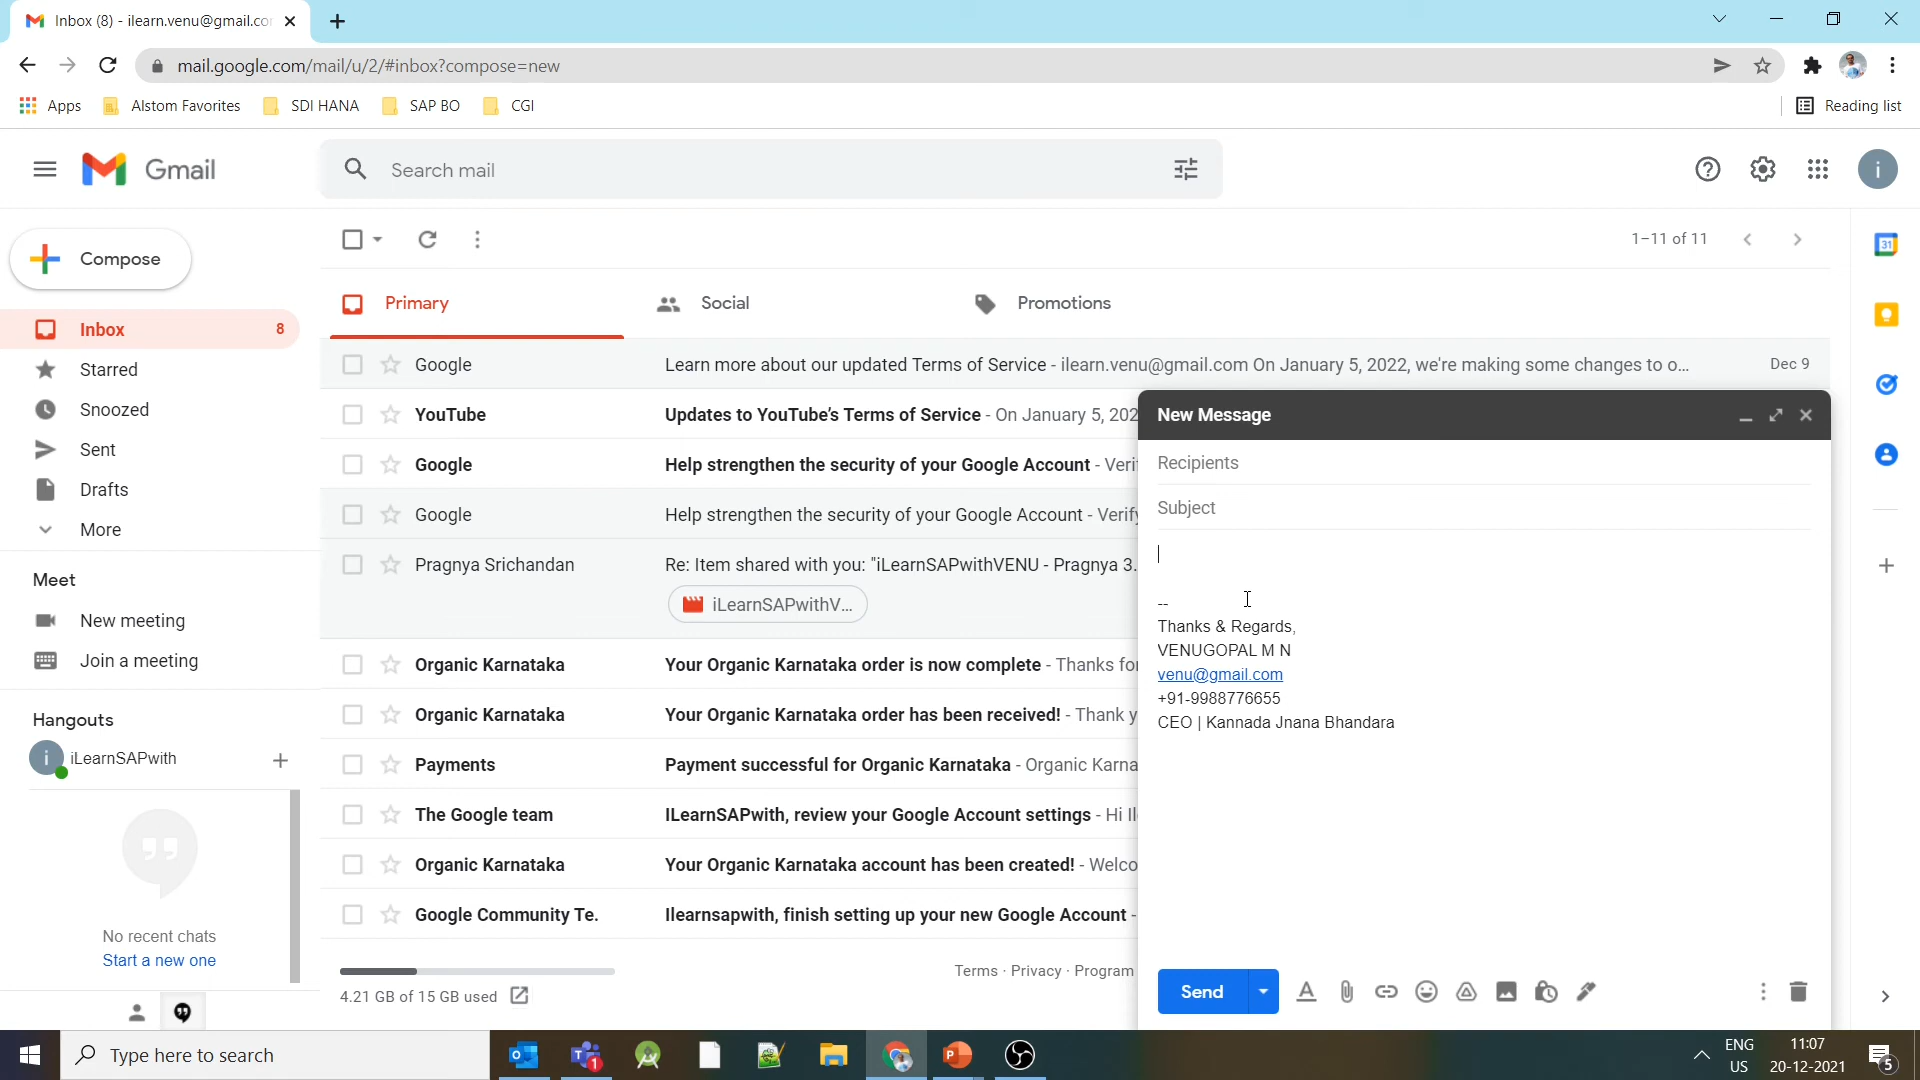 Inbox (8) - ilearn.venu@gmail.co
mail.google.com/mail/u/2/#inbox?compose=new
Apps
Alstom Favorites
SDI HANA
SAP BO
CGI
Reading list
Gmail
Search mail
i
Compose
1–11 of 11
31
Primary
Social
Promotions
Inbox 8
Starred
Snoozed
Sent
Drafts
More
Google Learn more about our updated Terms of Service - ilearn.venu@gmail.com On January 5, 2022, we're making some changes to o... Dec 9
YouTube Updates to YouTube's Terms of Service - On January 5, 202
Google Help strengthen the security of your Google Account - Veri
Google Help strengthen the security of your Google Account - Verify
Pragnya Srichandan Re: Item shared with you: "iLearnSAPwithVENU - Pragnya 3.
iLearnSAPwithV...
Organic Karnataka Your Organic Karnataka order is now complete - Thanks for
Organic Karnataka Your Organic Karnataka order has been received! - Thank y
Payments Payment successful for Organic Karnataka - Organic Karna
The Google team ILearnSAPwith, review your Google Account settings - Hi Il
Organic Karnataka Your Organic Karnataka account has been created! - Welco
Google Community Te. Ilearnsapwith, finish setting up your new Google Account -
Meet
New meeting
Join a meeting
Hangouts
i iLearnSAPwith
No recent chats
Start a new one
4.21 GB of 15 GB used
Terms · Privacy · Program
New Message
Recipients
Subject
--
Thanks & Regards,
VENUGOPAL M N
venu@gmail.com
+91-9988776655
CEO | Kannada Jnana Bhandara
Send
Type here to search
1
ENG
US
11:07
20-12-2021
5